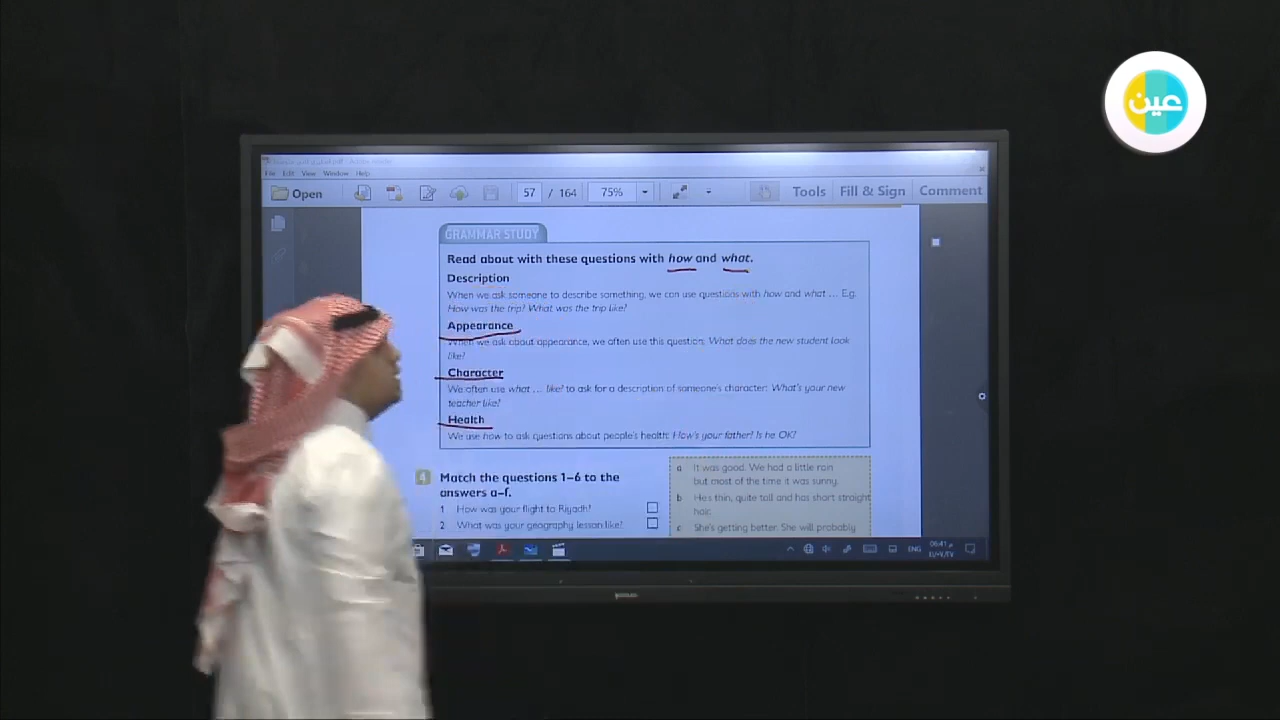 عين
File Edit View Window Help
Open
57 / 164
75%
Tools
Fill & Sign
Comment
GRAMMAR STUDY
Read about with these questions with how and what.
Description
When we ask someone to describe something, we can use questions with how and what ... E.g.
How was the trip? What was the trip like?
Appearance
When we ask about appearance, we often use this question: What does the new student look
like?
Character
We often use what ... like? to ask for a description of someone's character: What's your new
teacher like?
Health
We use how to ask questions about people's health: How's your father? Is he OK?
4 Match the questions 1–6 to the
answers a–f.
1 How was your flight to Riyadh?
2 What was your geography lesson like?
a It was good. We had a little rain
but most of the time it was sunny.
b He's thin, quite tall and has short straight
hair.
c She's getting better. She will probably
ENG